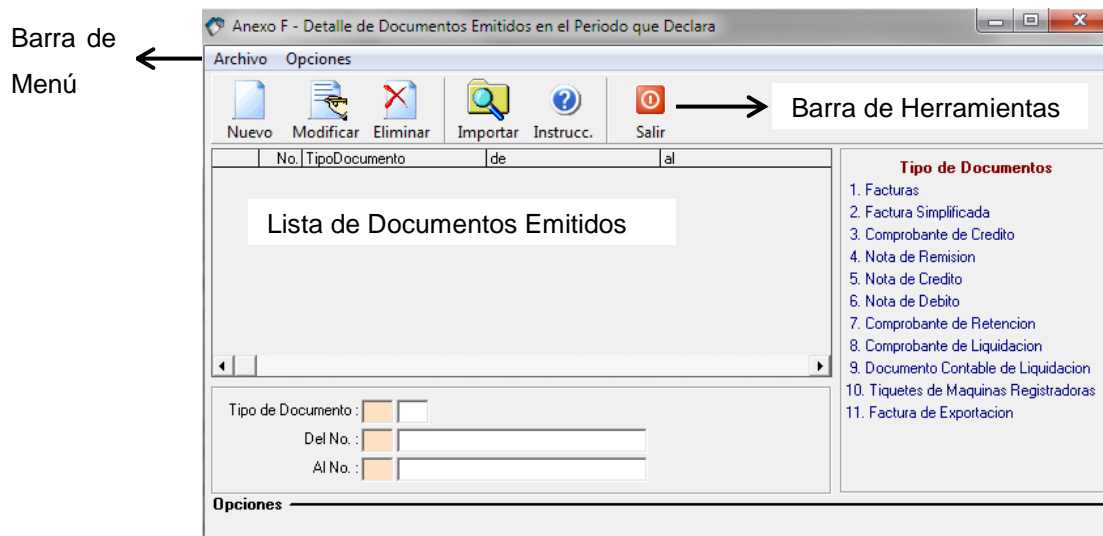 Barra de
Menú
Anexo F - Detalle de Documentos Emitidos en el Periodo que Declara
Archivo Opciones
Nuevo Modificar Eliminar Importar Instrucc. Salir
Barra de Herramientas
No. TipoDocumento de al
Lista de Documentos Emitidos
Tipo de Documentos
1. Facturas
2. Factura Simplificada
3. Comprobante de Credito
4. Nota de Remision
5. Nota de Credito
6. Nota de Debito
7. Comprobante de Retencion
8. Comprobante de Liquidacion
9. Documento Contable de Liquidacion
10. Tiquetes de Maquinas Registradoras
11. Factura de Exportacion
Tipo de Documento :
Del No. :
Al No. :
Opciones